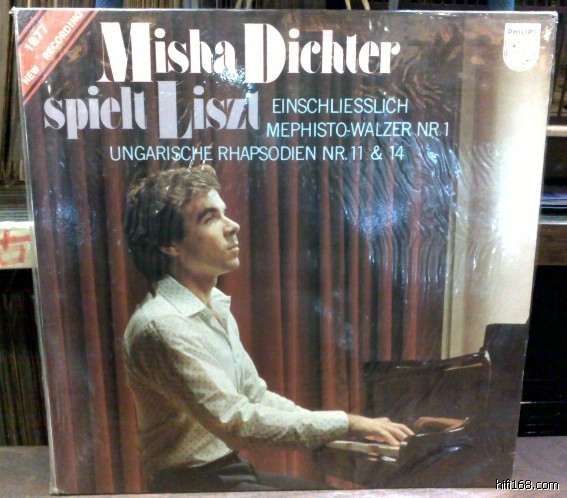 1977
NEW RECORDING
Misha Dichter
PHILIPS
spielt Liszt
EINSCHLIESSLICH
MEPHISTO-WALZER NR.1
UNGARISCHE RHAPSODIEN NR.11 & 14
hifi168.com